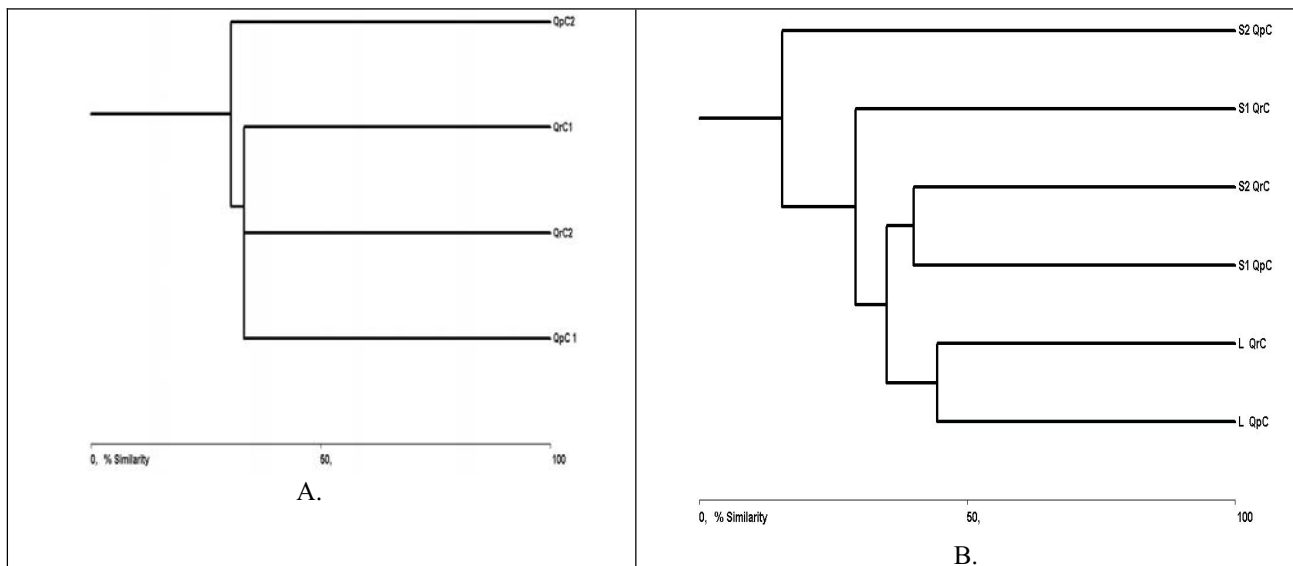 QpC2
QrC1
QrC2
QpC 1
0, % Similarity 50, 100
A.
S2 QpC
S1 QrC
S2 QrC
S1 QpC
L QrC
L QpC
0, % Similarity 50, 100
B.